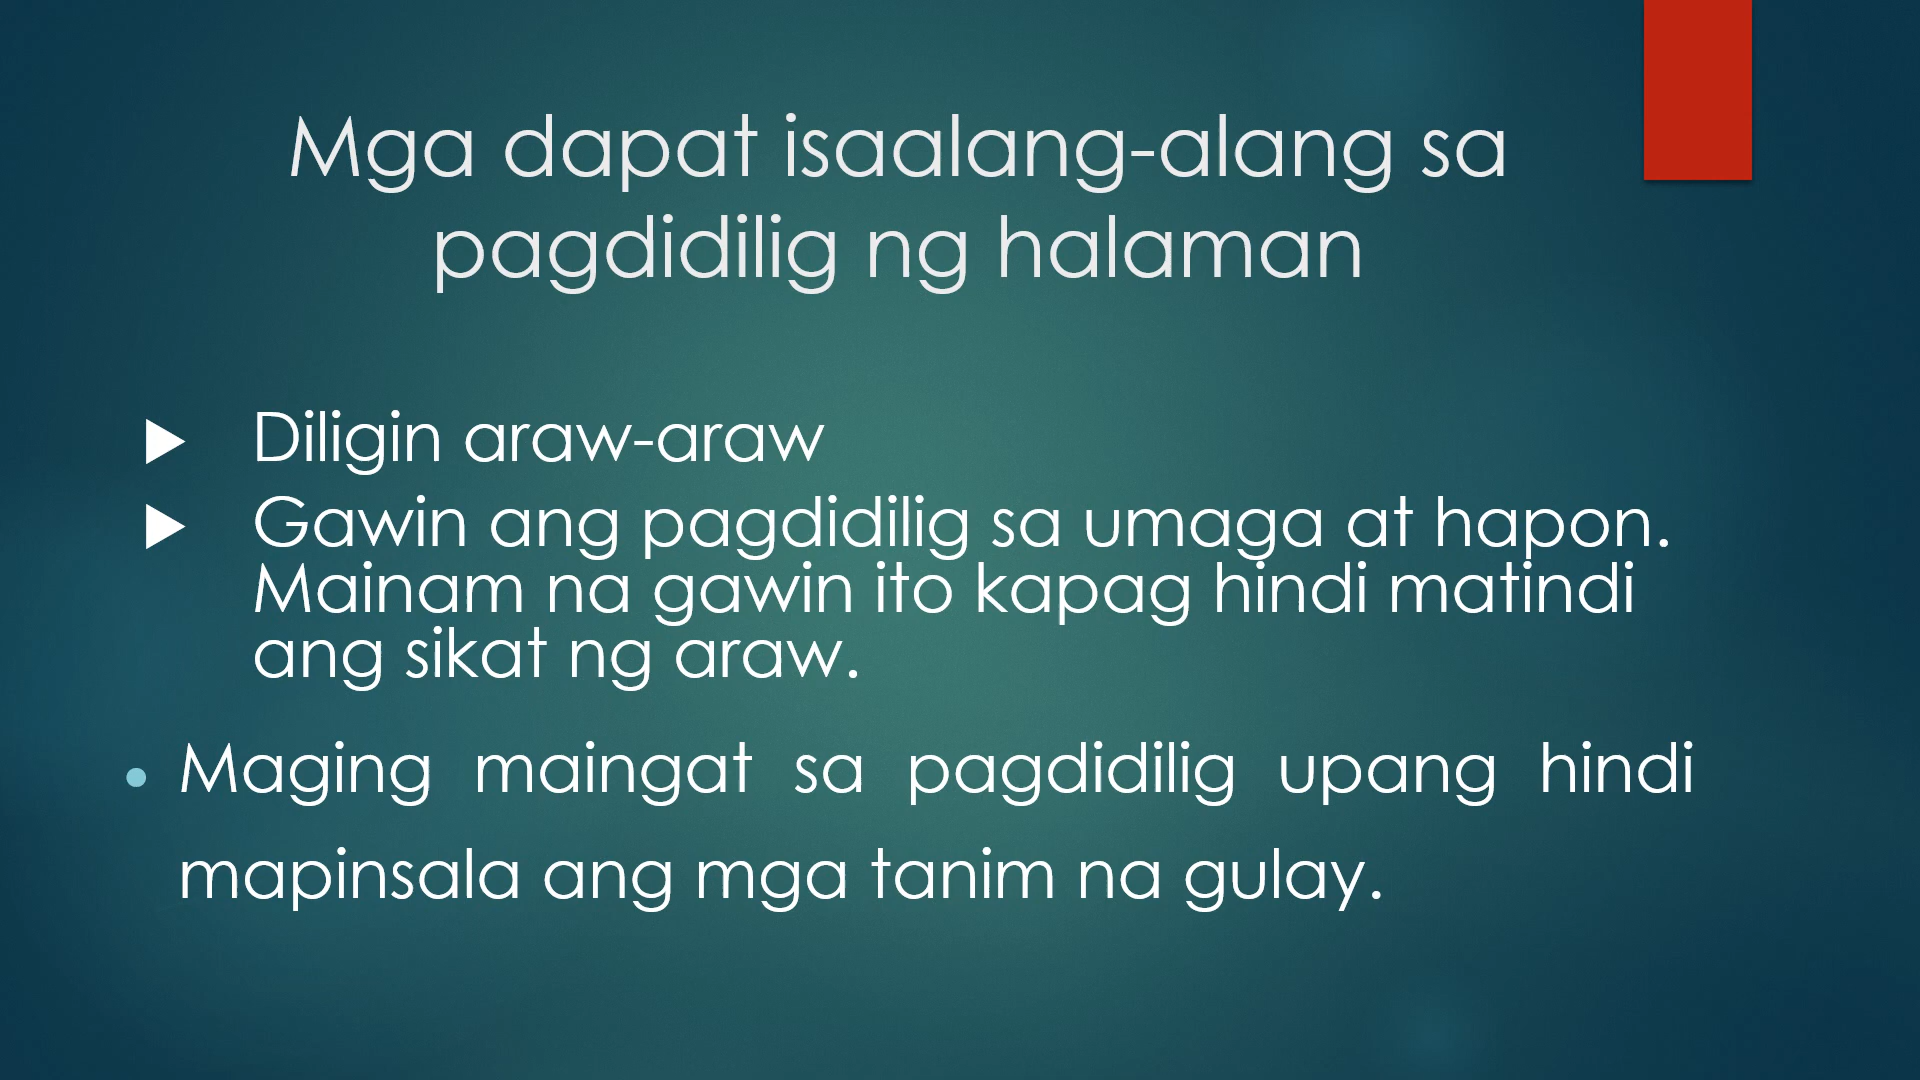 Mga dapat isaalang-alang sa
pagdidilig ng halaman
▶ Diligin araw-araw
▶ Gawin ang pagdidilig sa umaga at hapon.
Mainam na gawin ito kapag hindi matindi
ang sikat ng araw.
• Maging maingat sa pagdidilig upang hindi
mapinsala ang mga tanim na gulay.